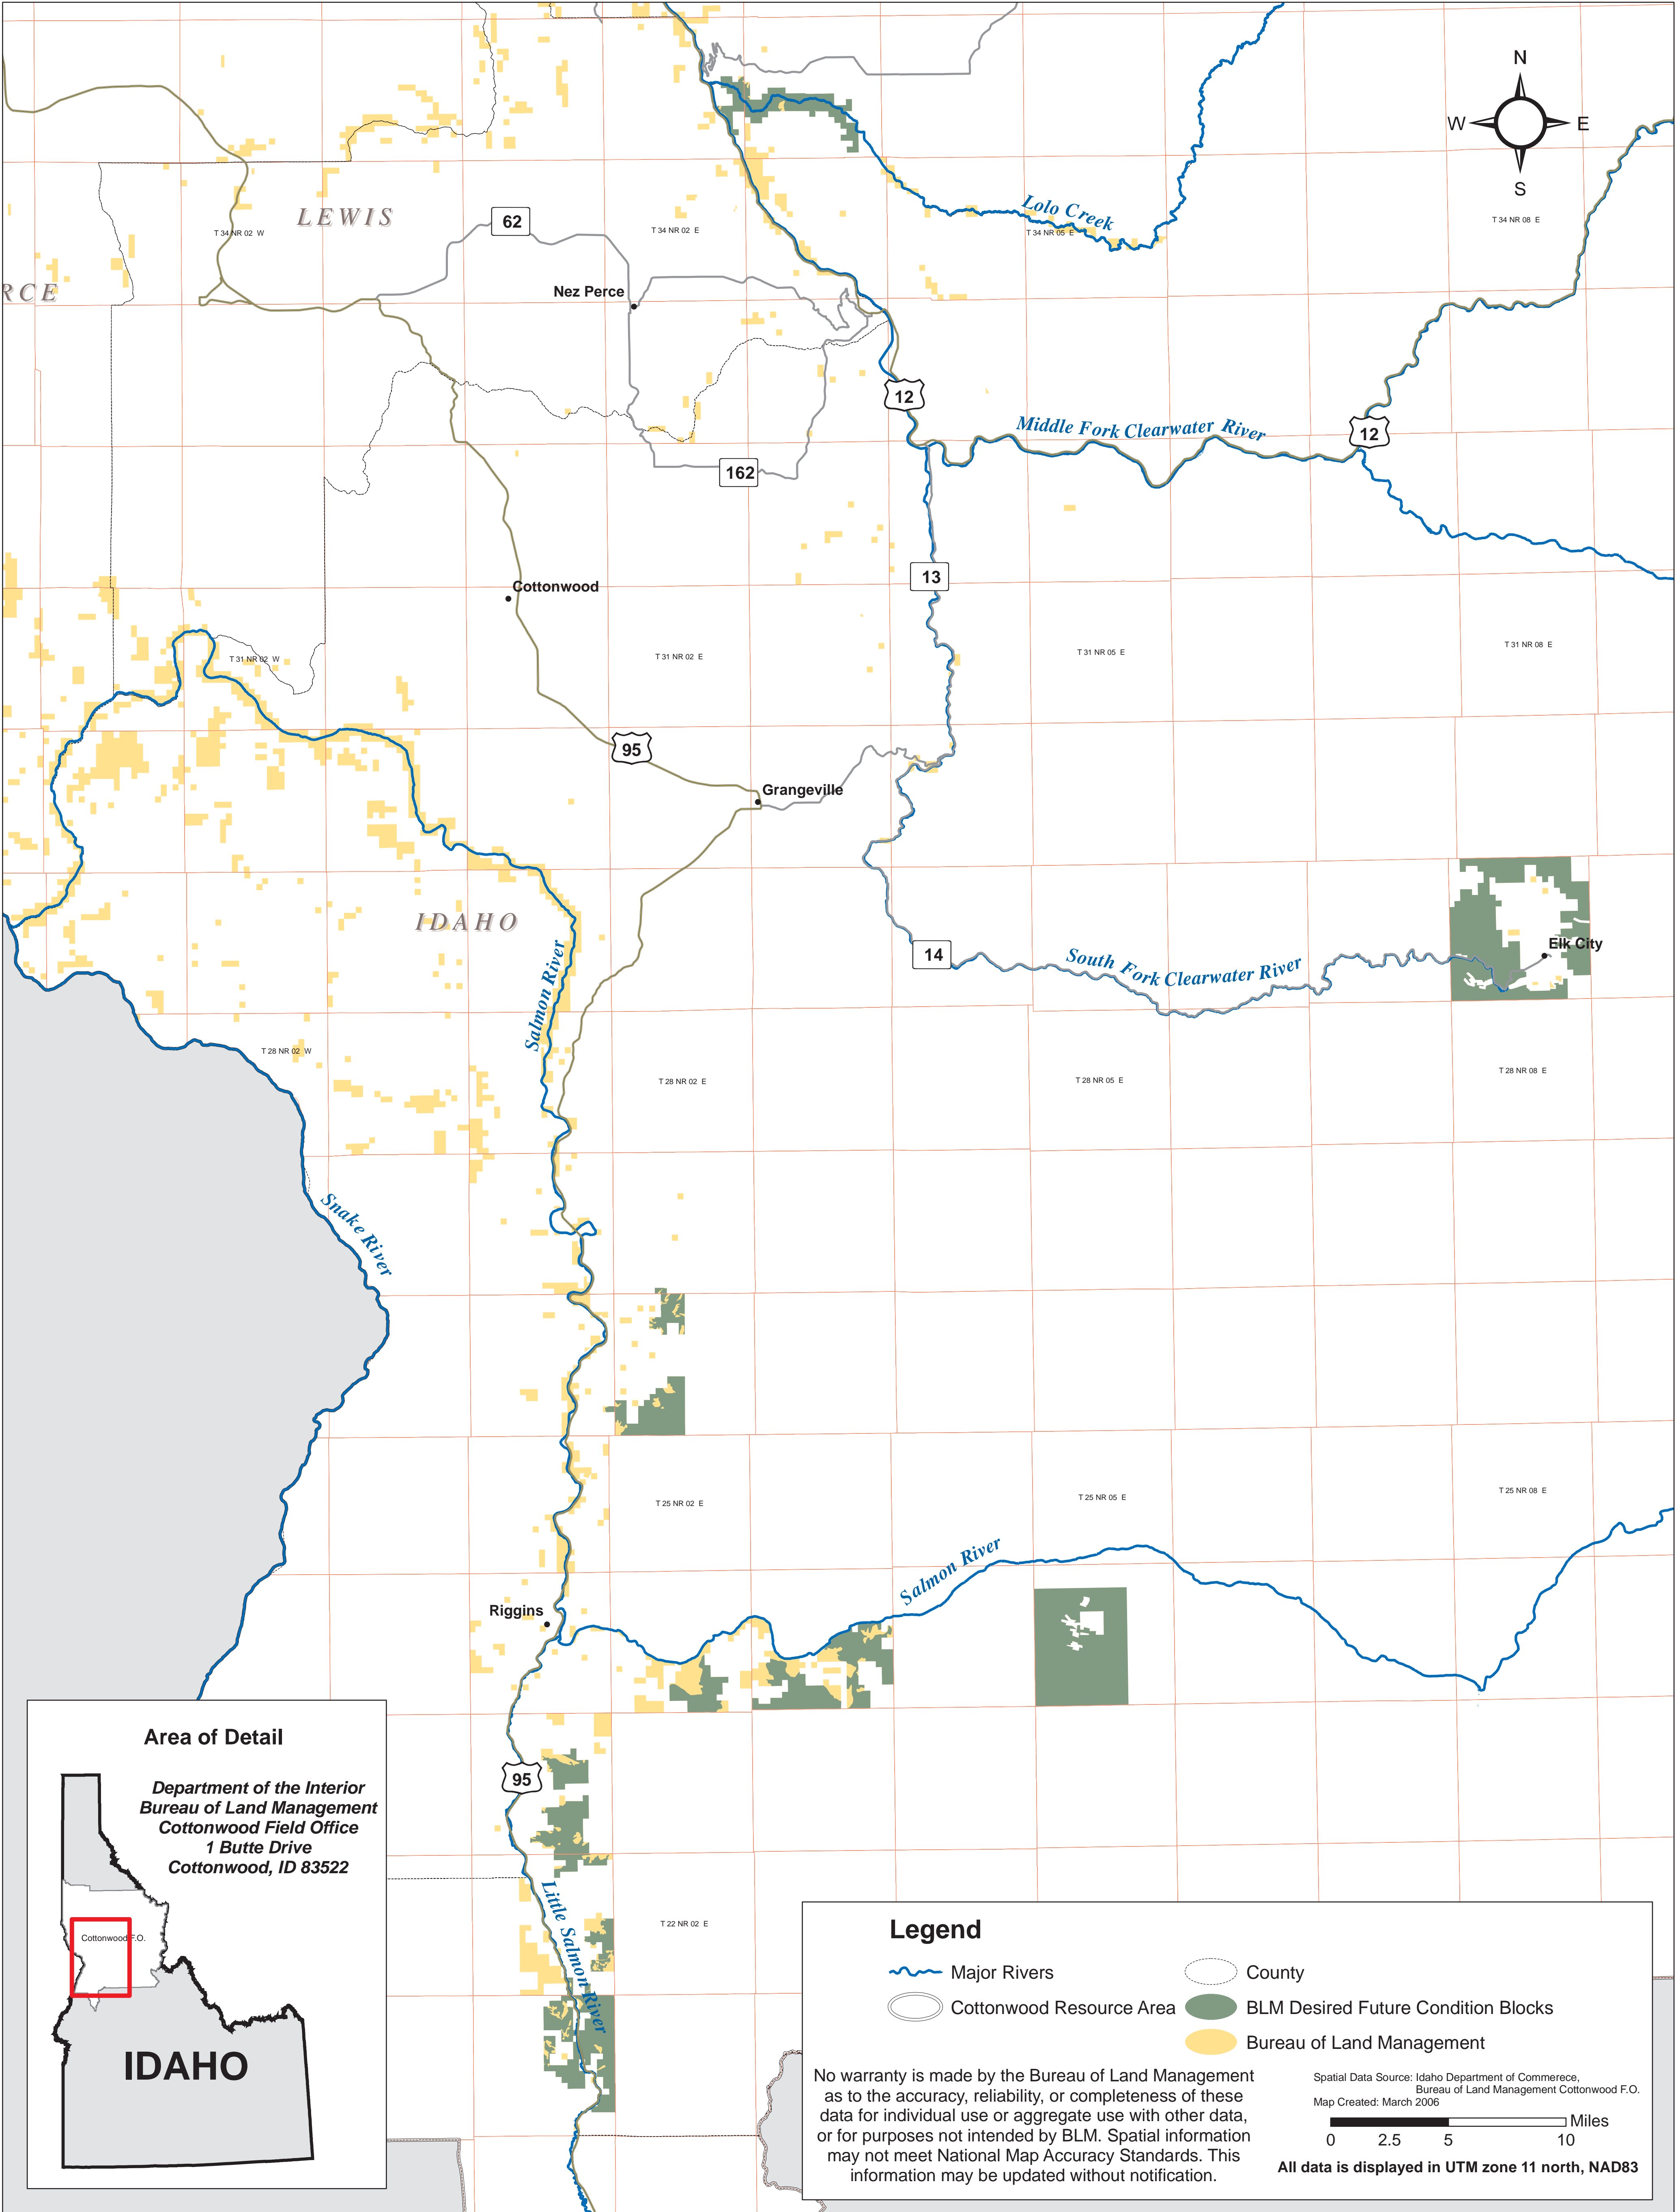 N
W
E
S
Lolo Creek
LEWIS
62
T 34 NR 02 W
T 34 NR 02 E
T 34 NR 05 E
T 34 NR 08 E
RCE
Nez Perce
12
Middle Fork Clearwater River
12
162
13
Cottonwood
T 31 NR 02 W
T 31 NR 02 E
T 31 NR 05 E
T 31 NR 08 E
95
Grangeville
IDAHO
Salmon River
14
South Fork Clearwater River
Elk City
T 28 NR 02 W
T 28 NR 02 E
T 28 NR 05 E
T 28 NR 08 E
Snake River
T 25 NR 02 E
T 25 NR 05 E
T 25 NR 08 E
Salmon River
Riggins
95
Little Salmon River
T 22 NR 02 E
Area of Detail
Department of the Interior
Bureau of Land Management
Cottonwood Field Office
1 Butte Drive
Cottonwood, ID 83522
Cottonwood F.O.
IDAHO
Legend
Major Rivers
County
Cottonwood Resource Area
BLM Desired Future Condition Blocks
Bureau of Land Management
No warranty is made by the Bureau of Land Management
as to the accuracy, reliability, or completeness of these
data for individual use or aggregate use with other data,
or for purposes not intended by BLM. Spatial information
may not meet National Map Accuracy Standards. This
information may be updated without notification.
Spatial Data Source: Idaho Department of Commerece,
Bureau of Land Management Cottonwood F.O.
Map Created: March 2006
Miles
0 2.5 5 10
All data is displayed in UTM zone 11 north, NAD83